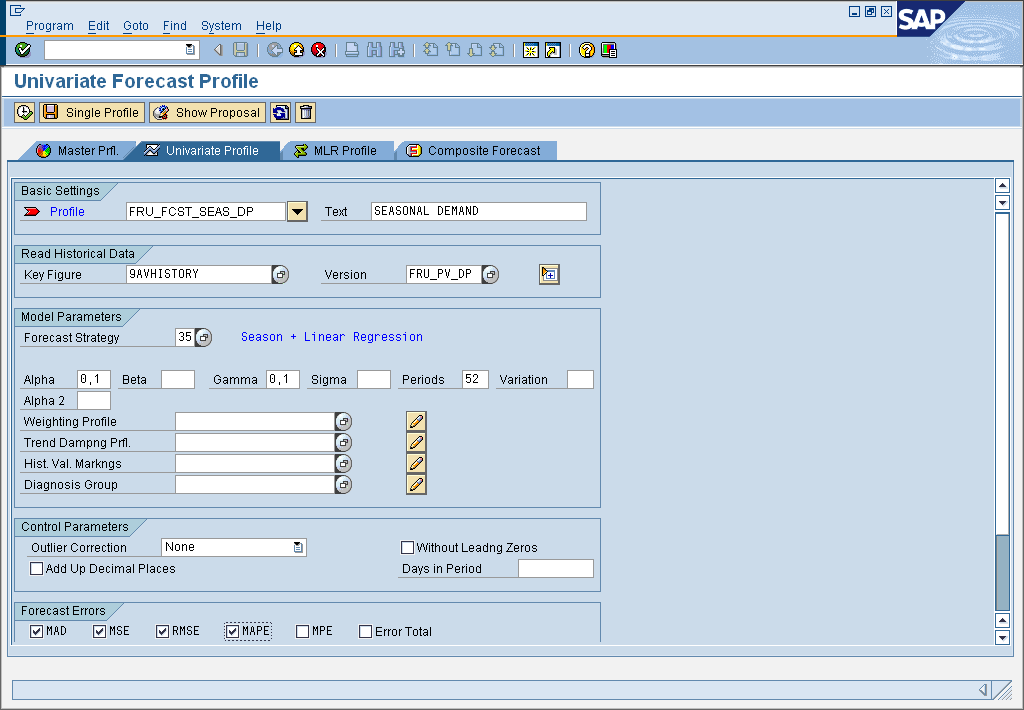 Program Edit Goto Find System Help
SAP
Univariate Forecast Profile
Single Profile Show Proposal
Master Prfl. Univariate Profile MLR Profile Composite Forecast
Basic Settings
Profile FRU_FCST_SEAS_DP Text SEASONAL DEMAND
Read Historical Data
Key Figure 9AVHISTORY Version FRU_PV_DP
Model Parameters
Forecast Strategy 35 Season + Linear Regression
Alpha 0,1 Beta Gamma 0,1 Sigma Periods 52 Variation
Alpha 2
Weighting Profile
Trend Dampng Prfl.
Hist. Val. Markngs
Diagnosis Group
Control Parameters
Outlier Correction None Without Leadng Zeros
Add Up Decimal Places Days in Period
Forecast Errors
MAD MSE RMSE MAPE MPE Error Total